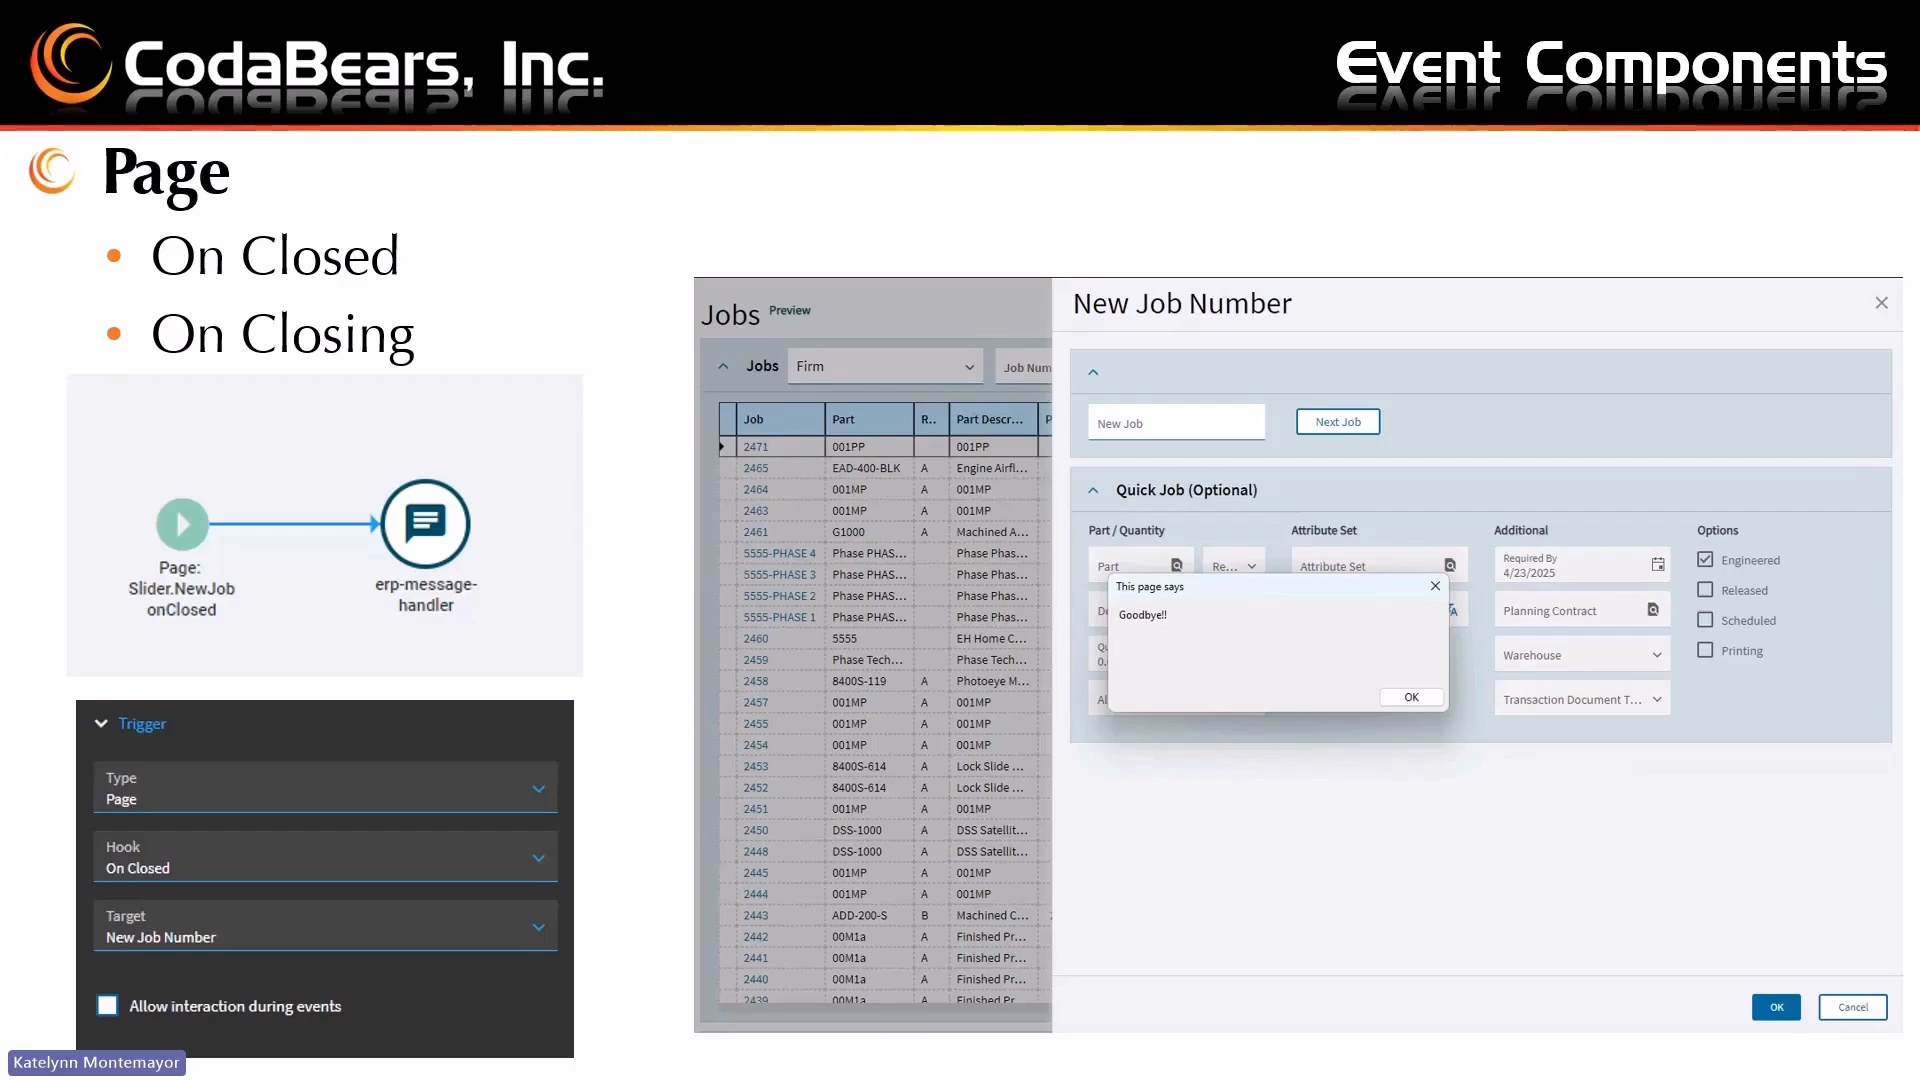 CodaBears, Inc.
Event Components
Page
• On Closed
• On Closing
Page:
Slider.NewJob
onClosed
erp-message-
handler
Trigger
Type
Page
Hook
On Closed
Target
New Job Number
Allow interaction during events
Katelynn Montemayor
Jobs Preview
Jobs Firm Job Num
Job Part R.. Part Descr... P
2471 001PP 001PP
2465 EAD-400-BLK A Engine Airfl...
2464 001MP A 001MP
2463 001MP A 001MP
2461 G1000 A Machined A...
5555-PHASE 4 Phase PHAS... Phase Phas...
5555-PHASE 3 Phase PHAS... Phase Phas...
5555-PHASE 2 Phase PHAS... Phase Phas...
5555-PHASE 1 Phase PHAS... Phase Phas...
2460 5555 EH Home C...
2459 Phase Tech... Phase Tech...
2458 8400S-119 A Photoeye M...
2457 001MP A 001MP
2455 001MP A 001MP
2454 001MP A 001MP
2453 8400S-614 A Lock Slide ...
2452 8400S-614 A Lock Slide ...
2451 001MP A 001MP
2450 DSS-1000 A DSS Satellit...
2448 DSS-1000 A DSS Satellit...
2445 001MP A 001MP
2444 001MP A 001MP
2443 ADD-200-S B Machined C...
2442 00M1a A Finished Pr...
2441 00M1a A Finished Pr...
2440 00M1a A Finished Pr...
2439 00M1a A Finished Pr
New Job Number
New Job Next Job
Quick Job (Optional)
Part / Quantity Attribute Set Additional Options
Part Re... Attribute Set
Required By
4/23/2025
Planning Contract
Warehouse
Transaction Document T...
Engineered
Released
Scheduled
Printing
This page says
Goodbye!!
OK
OK Cancel